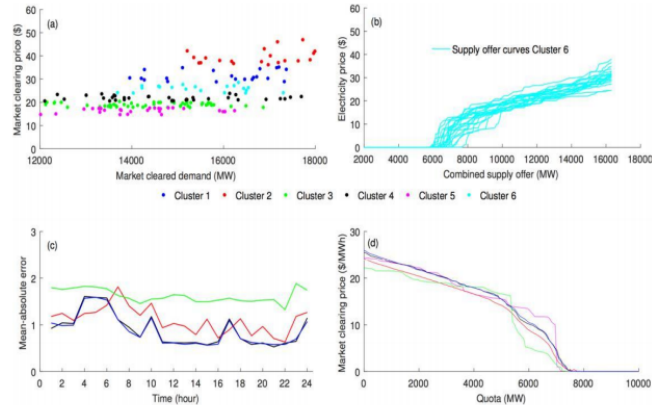 (a)
Market clearing price ($)
60
50
40
30
20
10
0
12000 14000 16000 18000
Market cleared demand (MW)
(b)
Electricity price ($)
60
50
40
30
20
10
0
Supply offer curves Cluster 6
2000 4000 6000 8000 10000 12000 14000 16000
Combined supply offer (MW)
Cluster 1 Cluster 2 Cluster 3 Cluster 4 Cluster 5 Cluster 6
(c)
Mean-absolute error
3
2
1
0
0 2 4 6 8 10 11 14 16 18 20 22 24
Time (hour)
(d)
Market clearing price ($/MWh)
30
20
10
0
0 2000 4000 6000 8000 10000
Quota (MW)